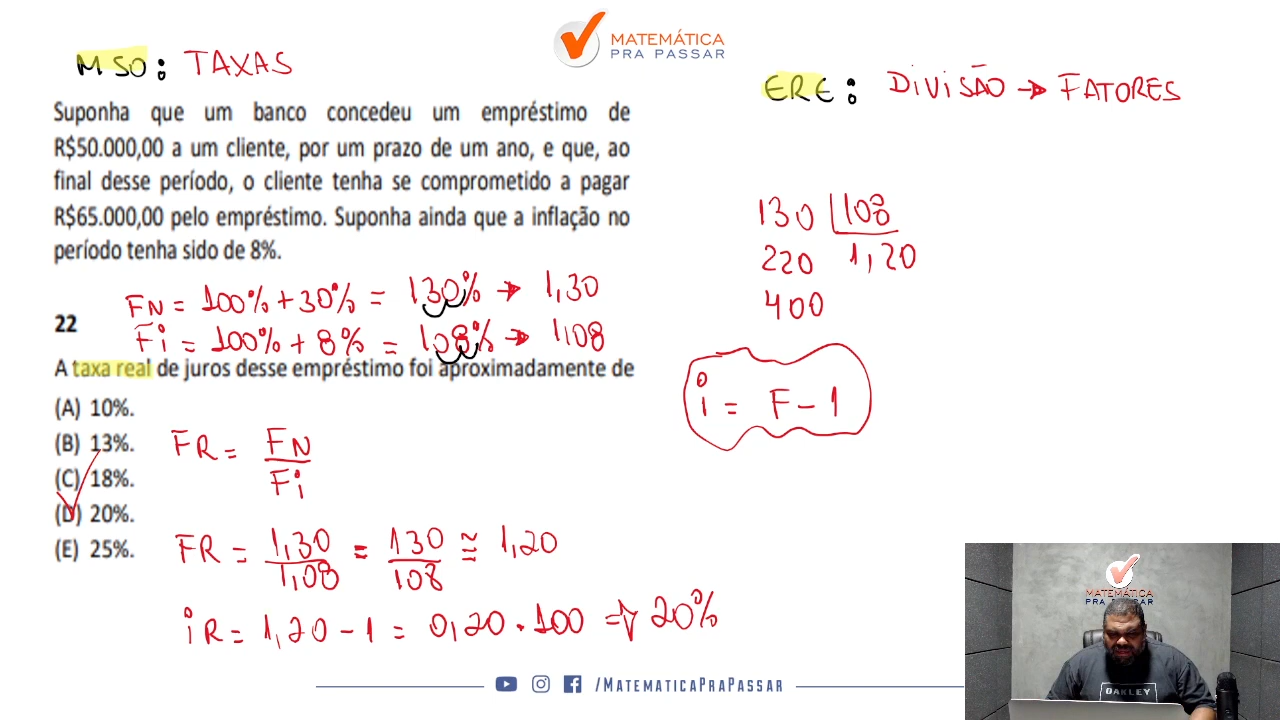 MATEMÁTICA
PRA PASSAR
MSO: TAXAS
ERE: DIVISÃO → FATORES
Suponha que um banco concedeu um empréstimo de
R$50.000,00 a um cliente, por um prazo de um ano, e que, ao
final desse período, o cliente tenha se comprometido a pagar
R$65.000,00 pelo empréstimo. Suponha ainda que a inflação no
período tenha sido de 8%.
FN = 100% + 30% = 130% → 1,30
22
Fi = 100% + 8% = 108% → 1,08
A taxa real de juros desse empréstimo foi aproximadamente de
(A) 10%.
(B) 13%.
(C) 18%.
(D) 20%.
(E) 25%.
FR = FN
Fi
FR = 1,30 = 130 ≅ 1,20
1,08 108
iR = 1,20 - 1 = 0,20 . 100 ⇒ 20%
130 108
220 1,20
400
i = F - 1
MATEMÁTICA
PRA PASSAR
OAKLEY
/MATEMATICAPRAPASSAR